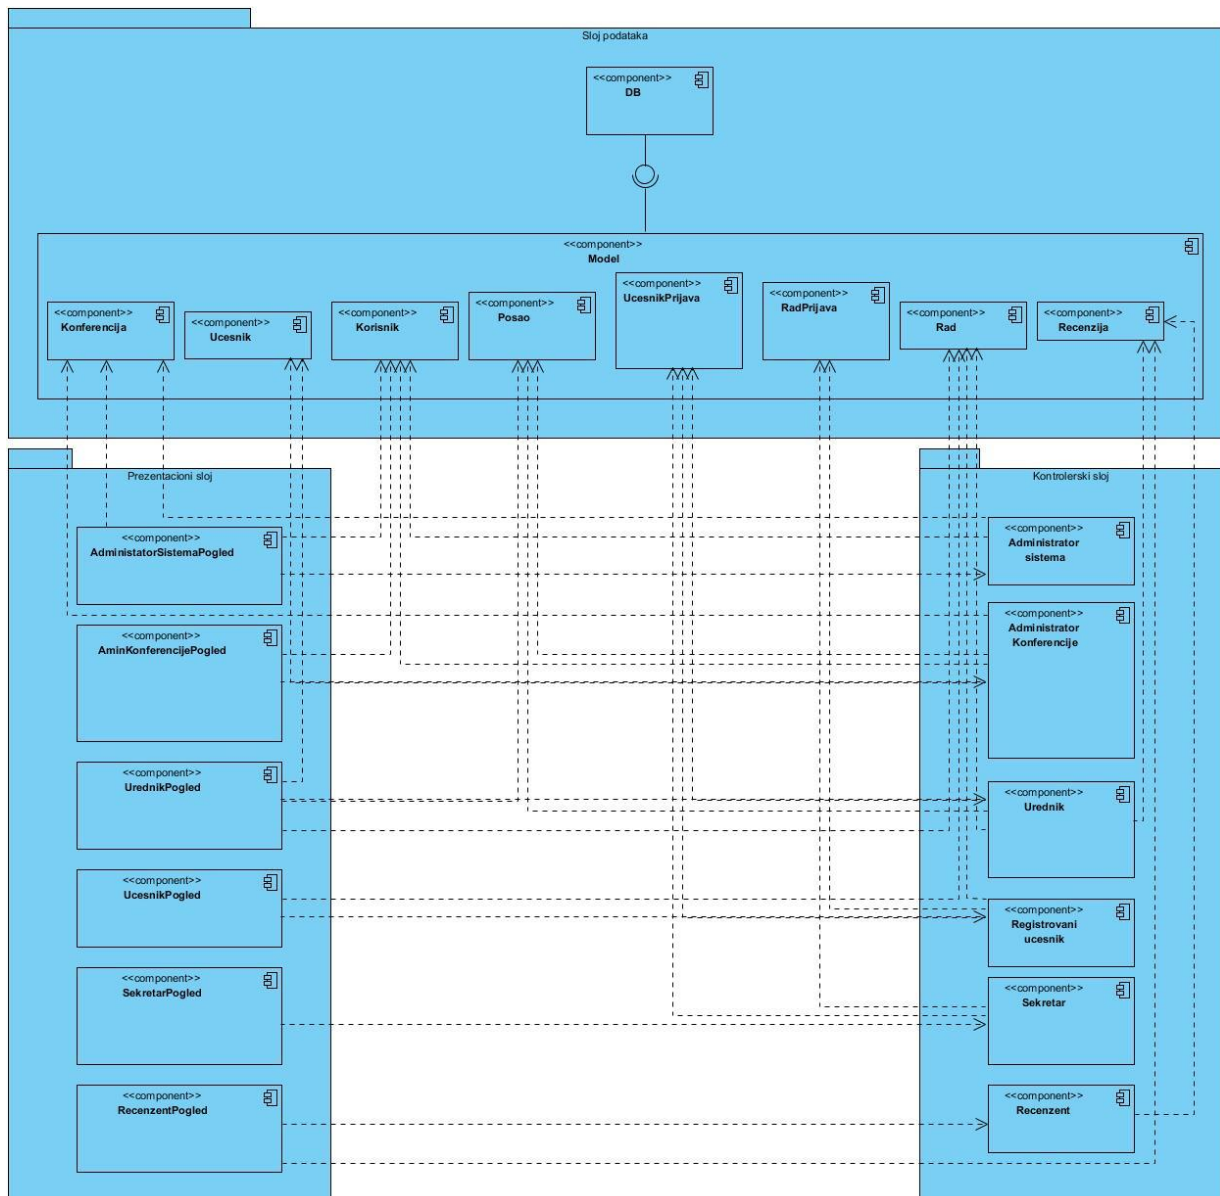 Sloj podataka
<<component>>
DB
<<component>>
Model
<<component>>
Konferencija
<<component>>
Ucesnik
<<component>>
Korisnik
<<component>>
Posao
<<component>>
UcesnikPrijava
<<component>>
RadPrijava
<<component>>
Rad
<<component>>
Recenzija
Prezentacioni sloj
<<component>>
AdministatorSistemaPogled
<<component>>
AminKonferencijePogled
<<component>>
UrednikPogled
<<component>>
UcesnikPogled
<<component>>
SekretarPogled
<<component>>
RecenzentPogled
Kontrolerski sloj
<<component>>
Administrator
sistema
<<component>>
Administrator
Konferencije
<<component>>
Urednik
<<component>>
Registrovani
ucesnik
<<component>>
Sekretar
<<component>>
Recenzent